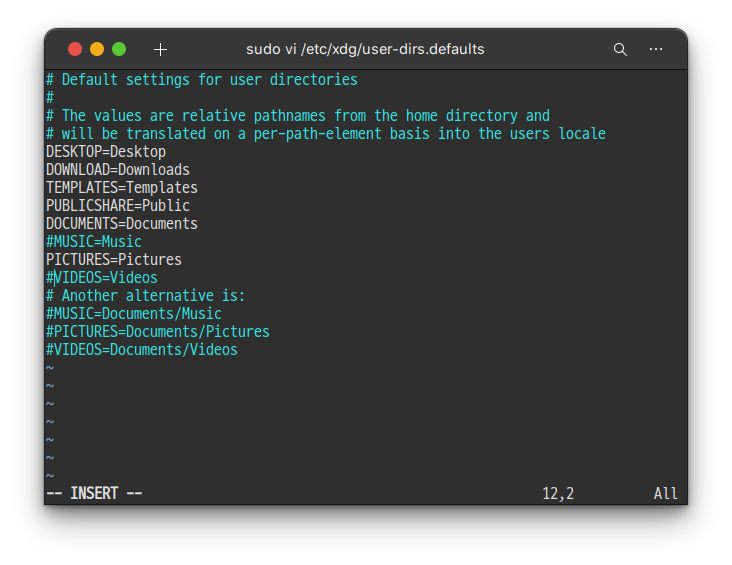 sudo vi /etc/xdg/user-dirs.defaults
# Default settings for user directories
#
# The values are relative pathnames from the home directory and
# will be translated on a per-path-element basis into the users locale
DESKTOP=Desktop
DOWNLOAD=Downloads
TEMPLATES=Templates
PUBLICSHARE=Public
DOCUMENTS=Documents
#MUSIC=Music
PICTURES=Pictures
#VIDEOS=Videos
# Another alternative is:
#MUSIC=Documents/Music
#PICTURES=Documents/Pictures
#VIDEOS=Documents/Videos
~
~
~
~
~
~
~
-- INSERT -- 12,2 All